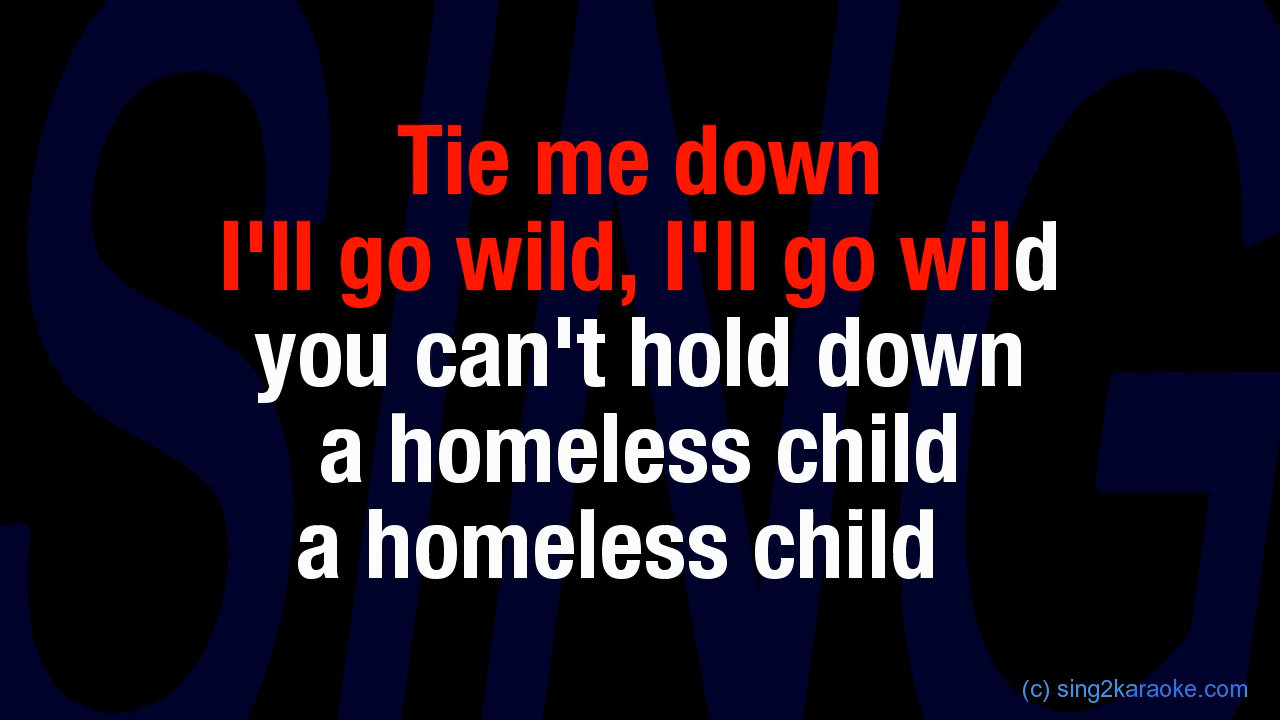 SING
Tie me down
I'll go wild, I'll go wild
you can't hold down
a homeless child
a homeless child
(c) sing2karaoke.com